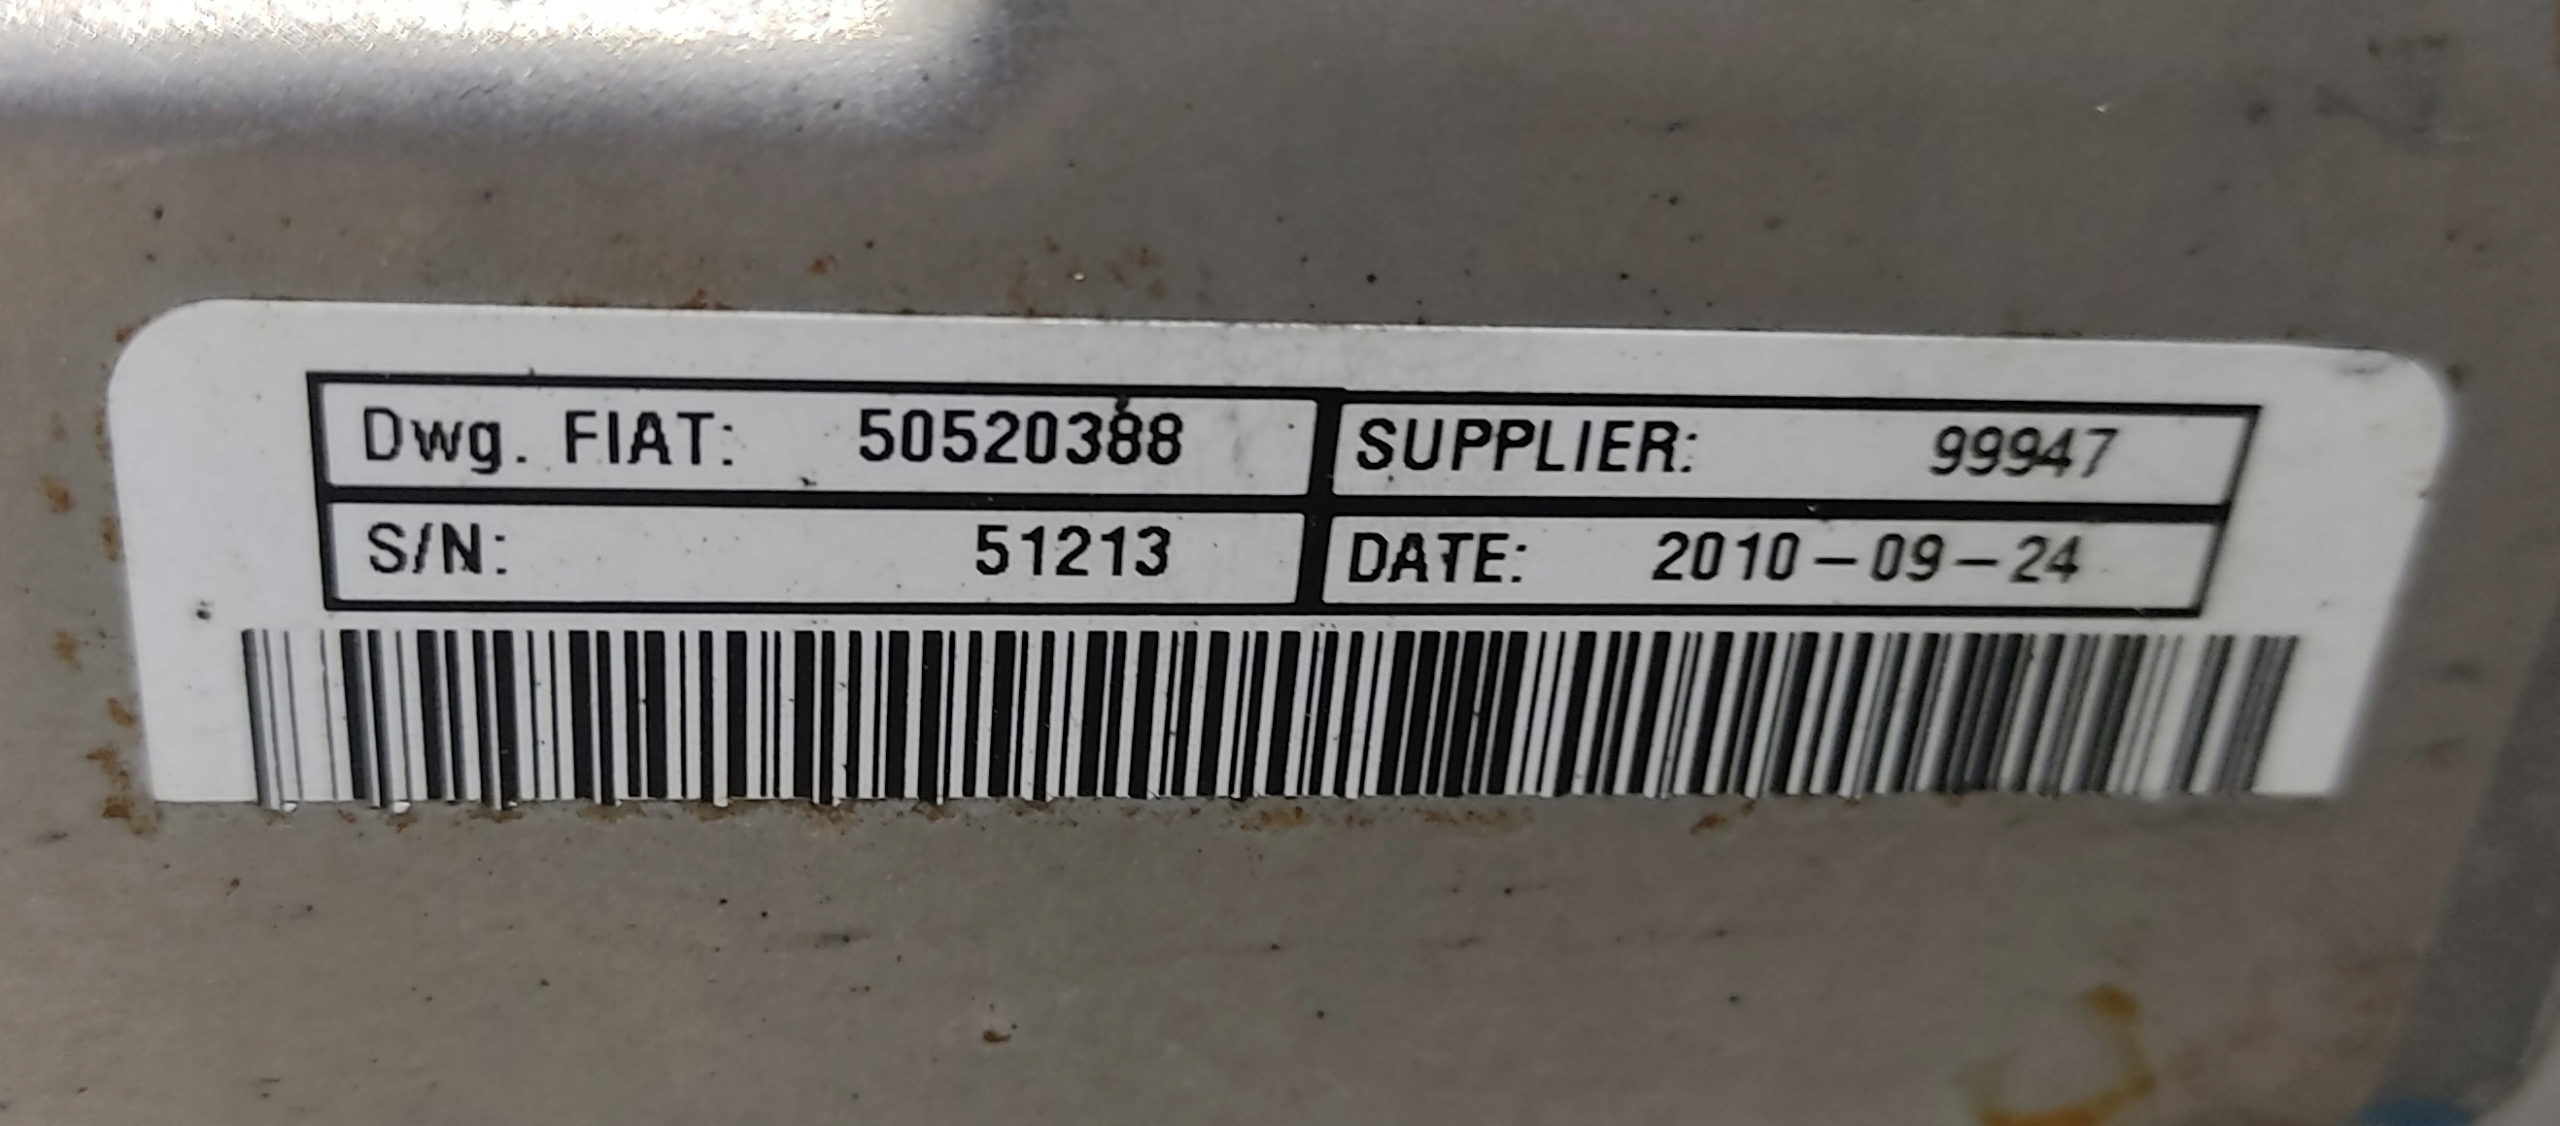 Dwg. FIAT: 50520388 SUPPLIER: 99947
S/N: 51213 DATE: 2010-09-24